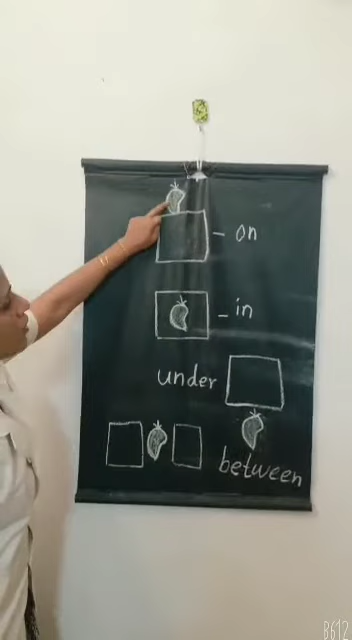 - on
- in
under
between
B612